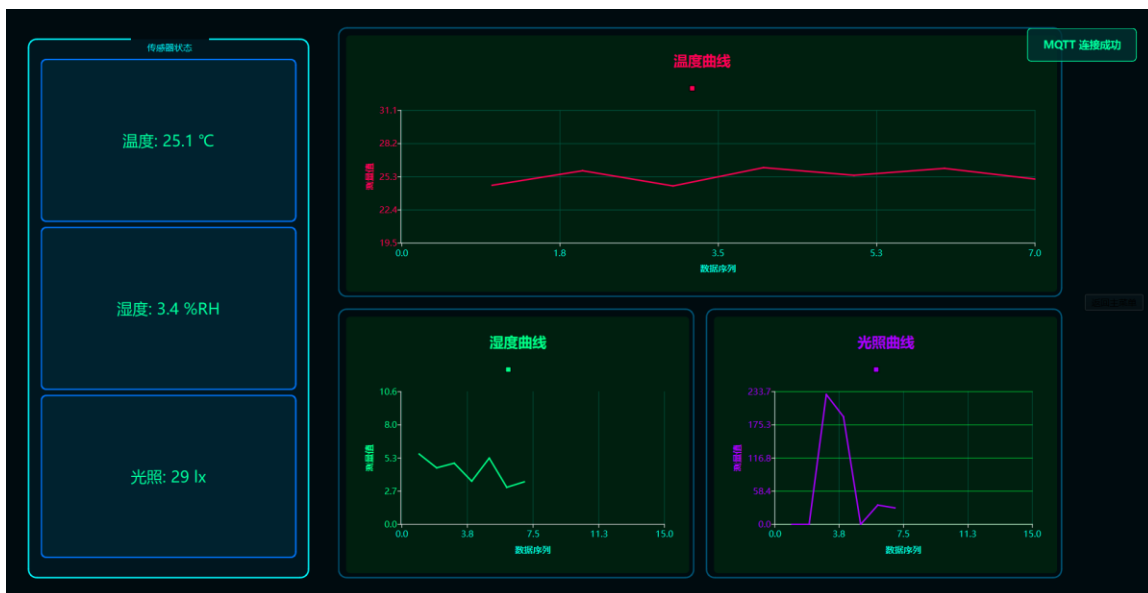 传感器状态
温度: 25.1 ℃
湿度: 3.4 %RH
光照: 29 lx
MQTT 连接成功
温度曲线
31.1
28.2
25.3
22.4
19.5
测量值
0.0
1.8
3.5
5.3
7.0
数据序列
湿度曲线
10.6
8.0
5.3
2.7
0.0
测量值
0.0
3.8
7.5
11.3
15.0
数据序列
光照曲线
233.7
175.3
116.8
58.4
0.0
测量值
0.0
3.8
7.5
11.3
15.0
数据序列